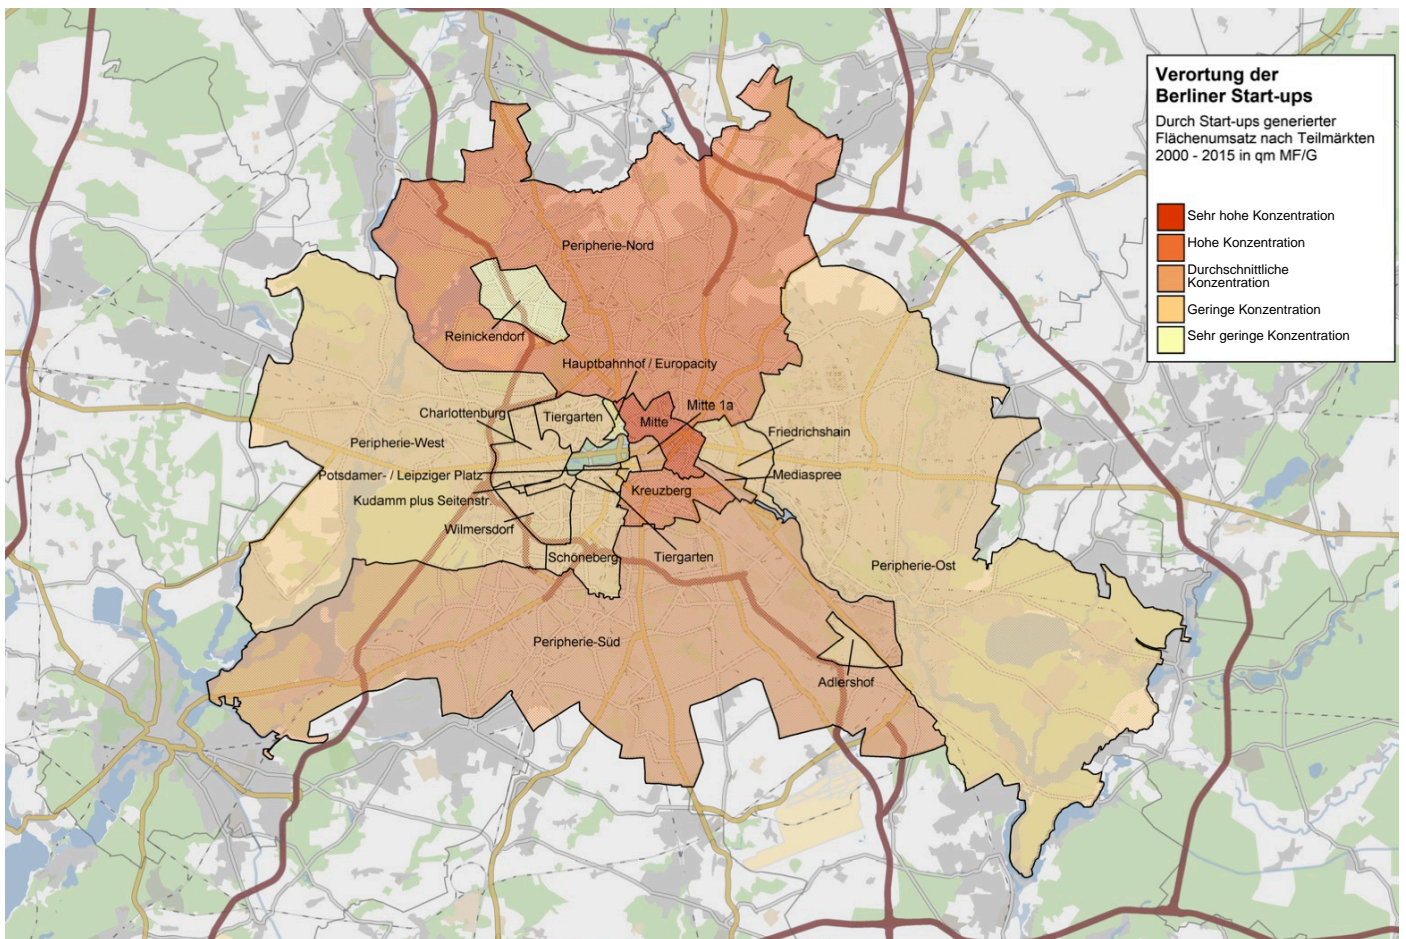 Verortung der
Berliner Start-ups
Durch Start-ups generierter
Flächenumsatz nach Teilmärkten
2000 - 2015 in qm MF/G
Sehr hohe Konzentration
Hohe Konzentration
Durchschnittliche
Konzentration
Geringe Konzentration
Sehr geringe Konzentration
Peripherie-Nord
Reinickendorf
Hauptbahnhof / Europacity
Mitte 1a
Charlottenburg
Tiergarten
Mitte
Friedrichshain
Peripherie-West
Potsdamer- / Leipziger Platz
Mediaspree
Kreuzberg
Kudamm plus Seitenstr.
Wilmersdorf
Schöneberg
Tiergarten
Peripherie-Ost
Peripherie-Süd
Adlershof